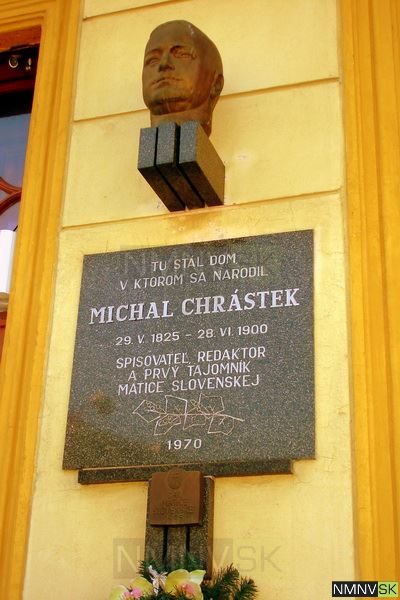 TU STÁL DOM
V KTOROM SA NARODIL
MICHAL CHRÁSTEK
29. V. 1825 – 28. VI. 1900
SPISOVATEĽ, REDAKTOR
A PRVÝ TAJOMNÍK
MATICE SLOVENSKEJ
1970
NMNVSK
NMNVSK